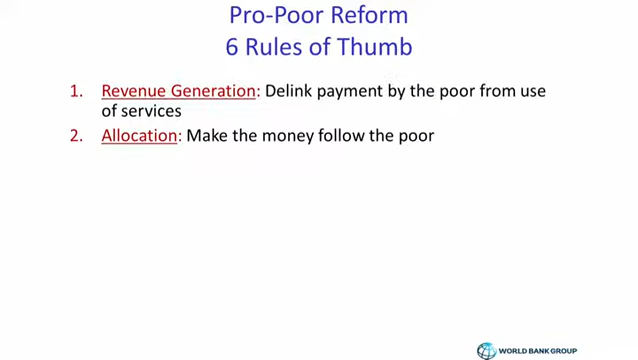 Pro-Poor Reform
6 Rules of Thumb
1. Revenue Generation: Delink payment by the poor from use
of services
2. Allocation: Make the money follow the poor
WORLD BANK GROUP